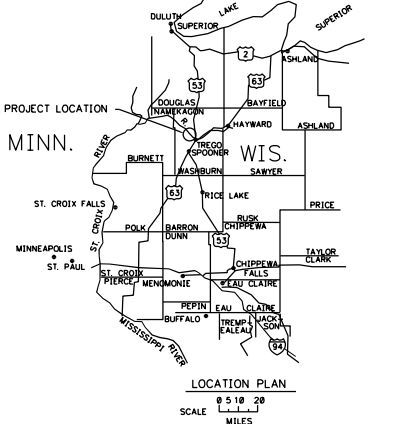 LAKE
SUPERIOR
DULUTH
SUPERIOR
2
ASHLAND
53
63
DOUGLAS
BAYFIELD
PROJECT LOCATION
NAMEKAGON
R.
HAYWARD
ASHLAND
MINN.
RIVER
TREGO
SPOONER
WIS.
BURNETT
WASHBURN
SAWYER
63
RICE LAKE
ST. CROIX FALLS
PRICE
RUSK
CHIPPEWA
ST. CROIX
POLK
BARRON
DUNN
53
MINNEAPOLIS
ST. PAUL
TAYLOR
CLARK
CHIPPEWA
FALLS
ST. CROIX
PIERCE
MENOMONIE
EAU CLAIRE
PEPIN
EAU CLAIRE
BUFFALO
TREMP-
EALEAU
JACK-
SON
MISSISSIPPI
RIVER
94
LOCATION PLAN
0 5 10 20
SCALE
MILES